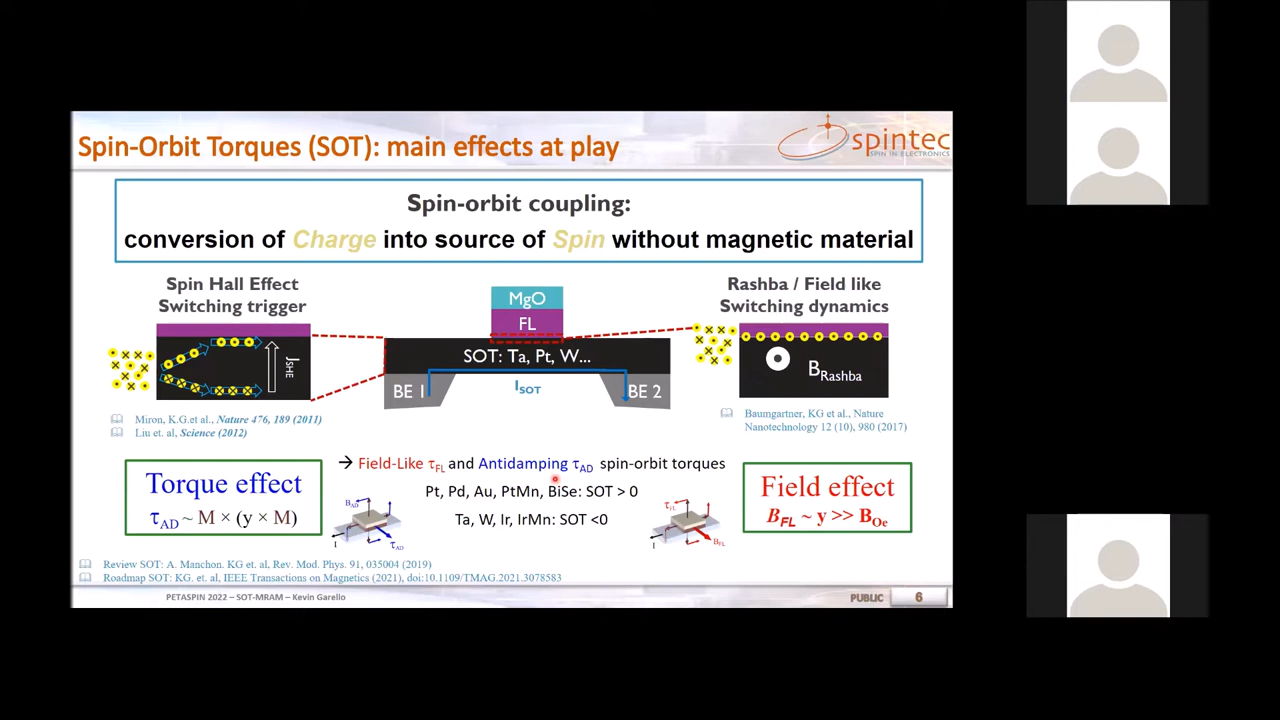 Spin-Orbit Torques (SOT): main effects at play
spintec
SPIN IN ELECTRONICS
Spin-orbit coupling:
conversion of Charge into source of Spin without magnetic material
Spin Hall Effect
Switching trigger
JSHE
Miron, K.G.et al., Nature 476, 189 (2011)
Liu et. al, Science (2012)
MgO
FL
SOT: Ta, Pt, W...
BE 1
ISOT
BE 2
Rashba / Field like
Switching dynamics
BRashba
Baumgartner, KG et al., Nature
Nanotechnology 12 (10), 980 (2017)
→ Field-Like τFL and Antidamping τAD spin-orbit torques
Pt, Pd, Au, PtMn, BiSe: SOT > 0
Ta, W, Ir, IrMn: SOT <0
Torque effect
τAD ~ M × (y × M)
BAD
I
τAD
τFL
I
BFL
Field effect
BFL ~ y >> BOe
Review SOT: A. Manchon. KG et. al, Rev. Mod. Phys. 91, 035004 (2019)
Roadmap SOT: KG. et. al, IEEE Transactions on Magnetics (2021), doi:10.1109/TMAG.2021.3078583
PETASPIN 2022 – SOT-MRAM – Kevin Garello
PUBLIC
6